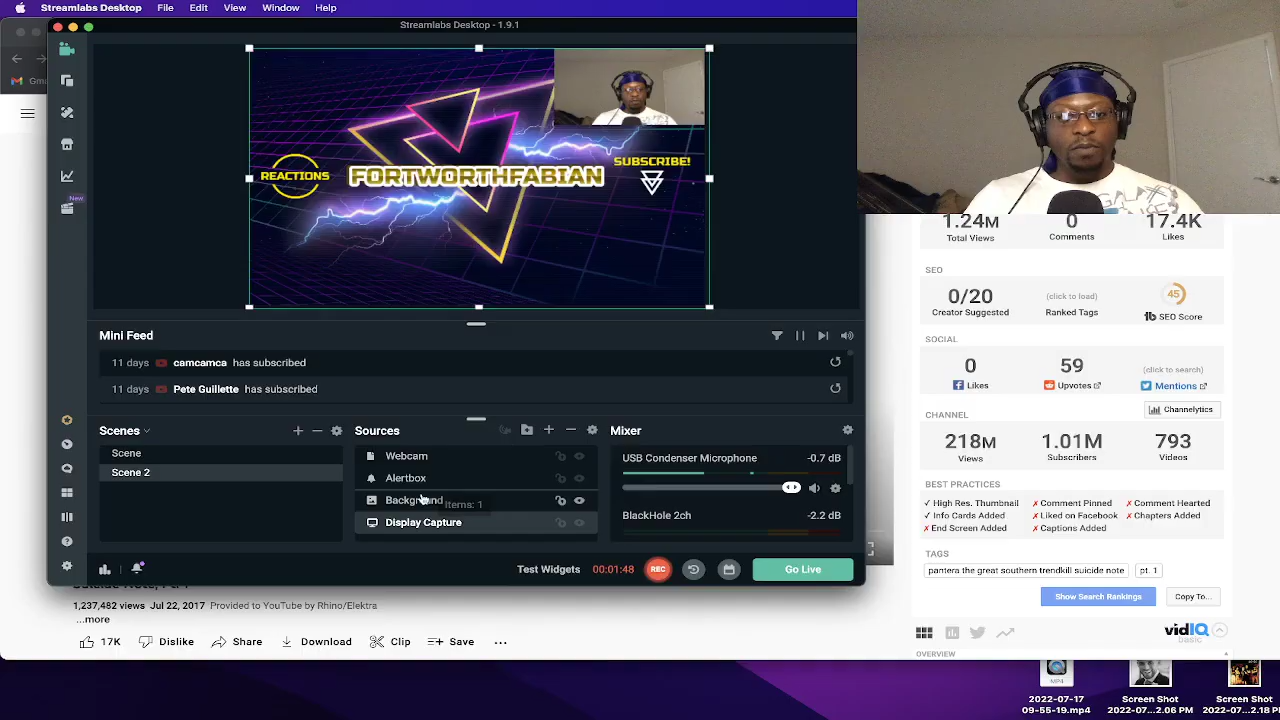 Streamlabs Desktop File Edit View Window Help
Streamlabs Desktop - 1.9.1
Gmail
New
REACTIONS
FORTWORTHFABIAN
SUBSCRIBE!
Mini Feed
11 days camcamca has subscribed
11 days Pete Guillette has subscribed
Scenes
Scene
Scene 2
Sources
Webcam
Alertbox
Background
Items: 1
Display Capture
Mixer
USB Condenser Microphone -0.7 dB
BlackHole 2ch -2.2 dB
Test Widgets 00:01:48 REC Go Live
1,237,482 views Jul 22, 2017 Provided to YouTube by Rhino/Elektra
...more
17K Dislike Share Download Clip Save ...
1.24M 0 17.4K
Total Views Comments Likes
SEO
0/20 (click to load) 45
Creator Suggested Ranked Tags tb SEO Score
SOCIAL
0 59 (click to search)
Likes Upvotes Mentions
CHANNEL Channelytics
218M 1.01M 793
Views Subscribers Videos
BEST PRACTICES
✓ High Res. Thumbnail ✗ Comment Pinned ✗ Comment Hearted
✓ Info Cards Added ✗ Liked on Facebook ✗ Chapters Added
✗ End Screen Added ✗ Captions Added
TAGS
pantera the great southern trendkill suicide note pt. 1
Show Search Rankings Copy To...
vidIQ
basic
OVERVIEW
MP4
2022-07-17 Screen Shot Screen Shot
09-05-19.mp4 2022-07...2.06 PM 2022-07...2.18 PM